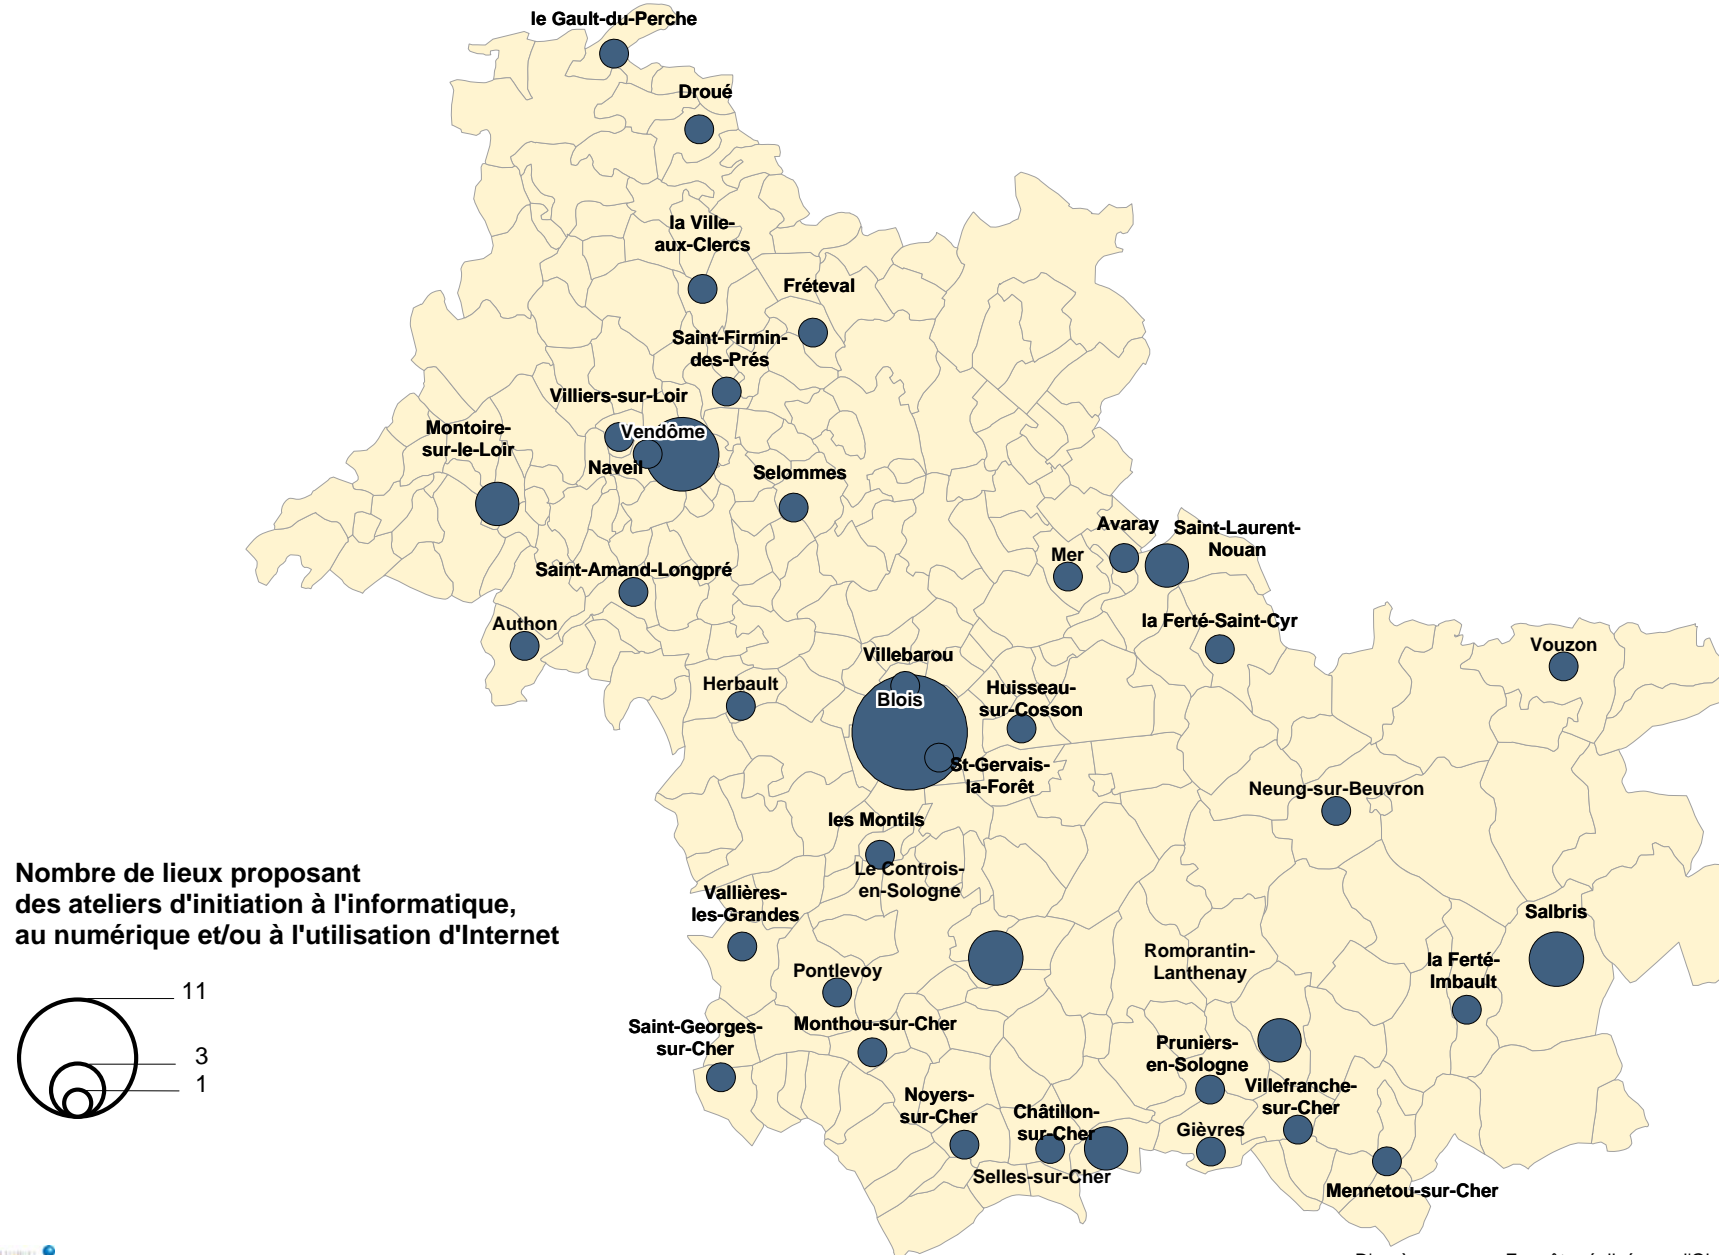 le Gault-du-Perche
Droué
la Ville-
aux-Clercs
Fréteval
Saint-Firmin-
des-Prés
Villiers-sur-Loir
Montoire-
sur-le-Loir
Vendôme
Naveil
Selommes
Avaray
Saint-Laurent-
Nouan
Mer
Saint-Amand-Longpré
Authon
la Ferté-Saint-Cyr
Vouzon
Villebarou
Herbault
Blois
Huisseau-
sur-Cosson
St-Gervais-
la-Forêt
Neung-sur-Beuvron
les Montils
Le Controis-
en-Sologne
Nombre de lieux proposant
des ateliers d'initiation à l'informatique,
au numérique et/ou à l'utilisation d'Internet
11
3
1
Vallières-
les-Grandes
Salbris
Romorantin-
Lanthenay
la Ferté-
Imbault
Pontlevoy
Saint-Georges-
sur-Cher
Monthou-sur-Cher
Pruniers-
en-Sologne
Villefranche-
sur-Cher
Noyers-
sur-Cher
Châtillon-
sur-Cher
Gièvres
Selles-sur-Cher
Mennetou-sur-Cher